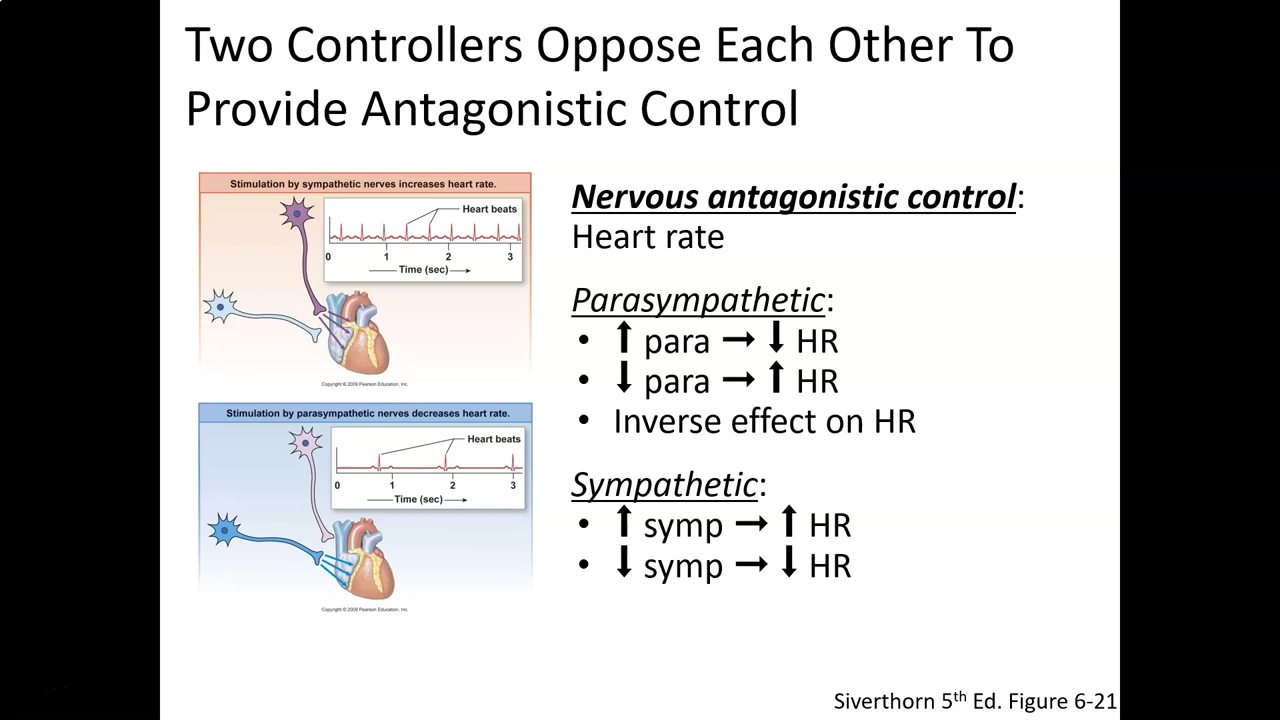 Two Controllers Oppose Each Other To
Provide Antagonistic Control
Stimulation by sympathetic nerves increases heart rate.
Heart beats
0 1 2 3
Time (sec)
Copyright © 2009 Pearson Education, Inc.
Stimulation by parasympathetic nerves decreases heart rate.
Heart beats
0 1 2 3
Time (sec)
Copyright © 2009 Pearson Education, Inc.
Nervous antagonistic control:
Heart rate
Parasympathetic:
• ⬆ para ➡ ⬇ HR
• ⬇ para ➡ ⬆ HR
• Inverse effect on HR
Sympathetic:
• ⬆ symp ➡ ⬆ HR
• ⬇ symp ➡ ⬇ HR
Siverthorn 5th Ed. Figure 6-21